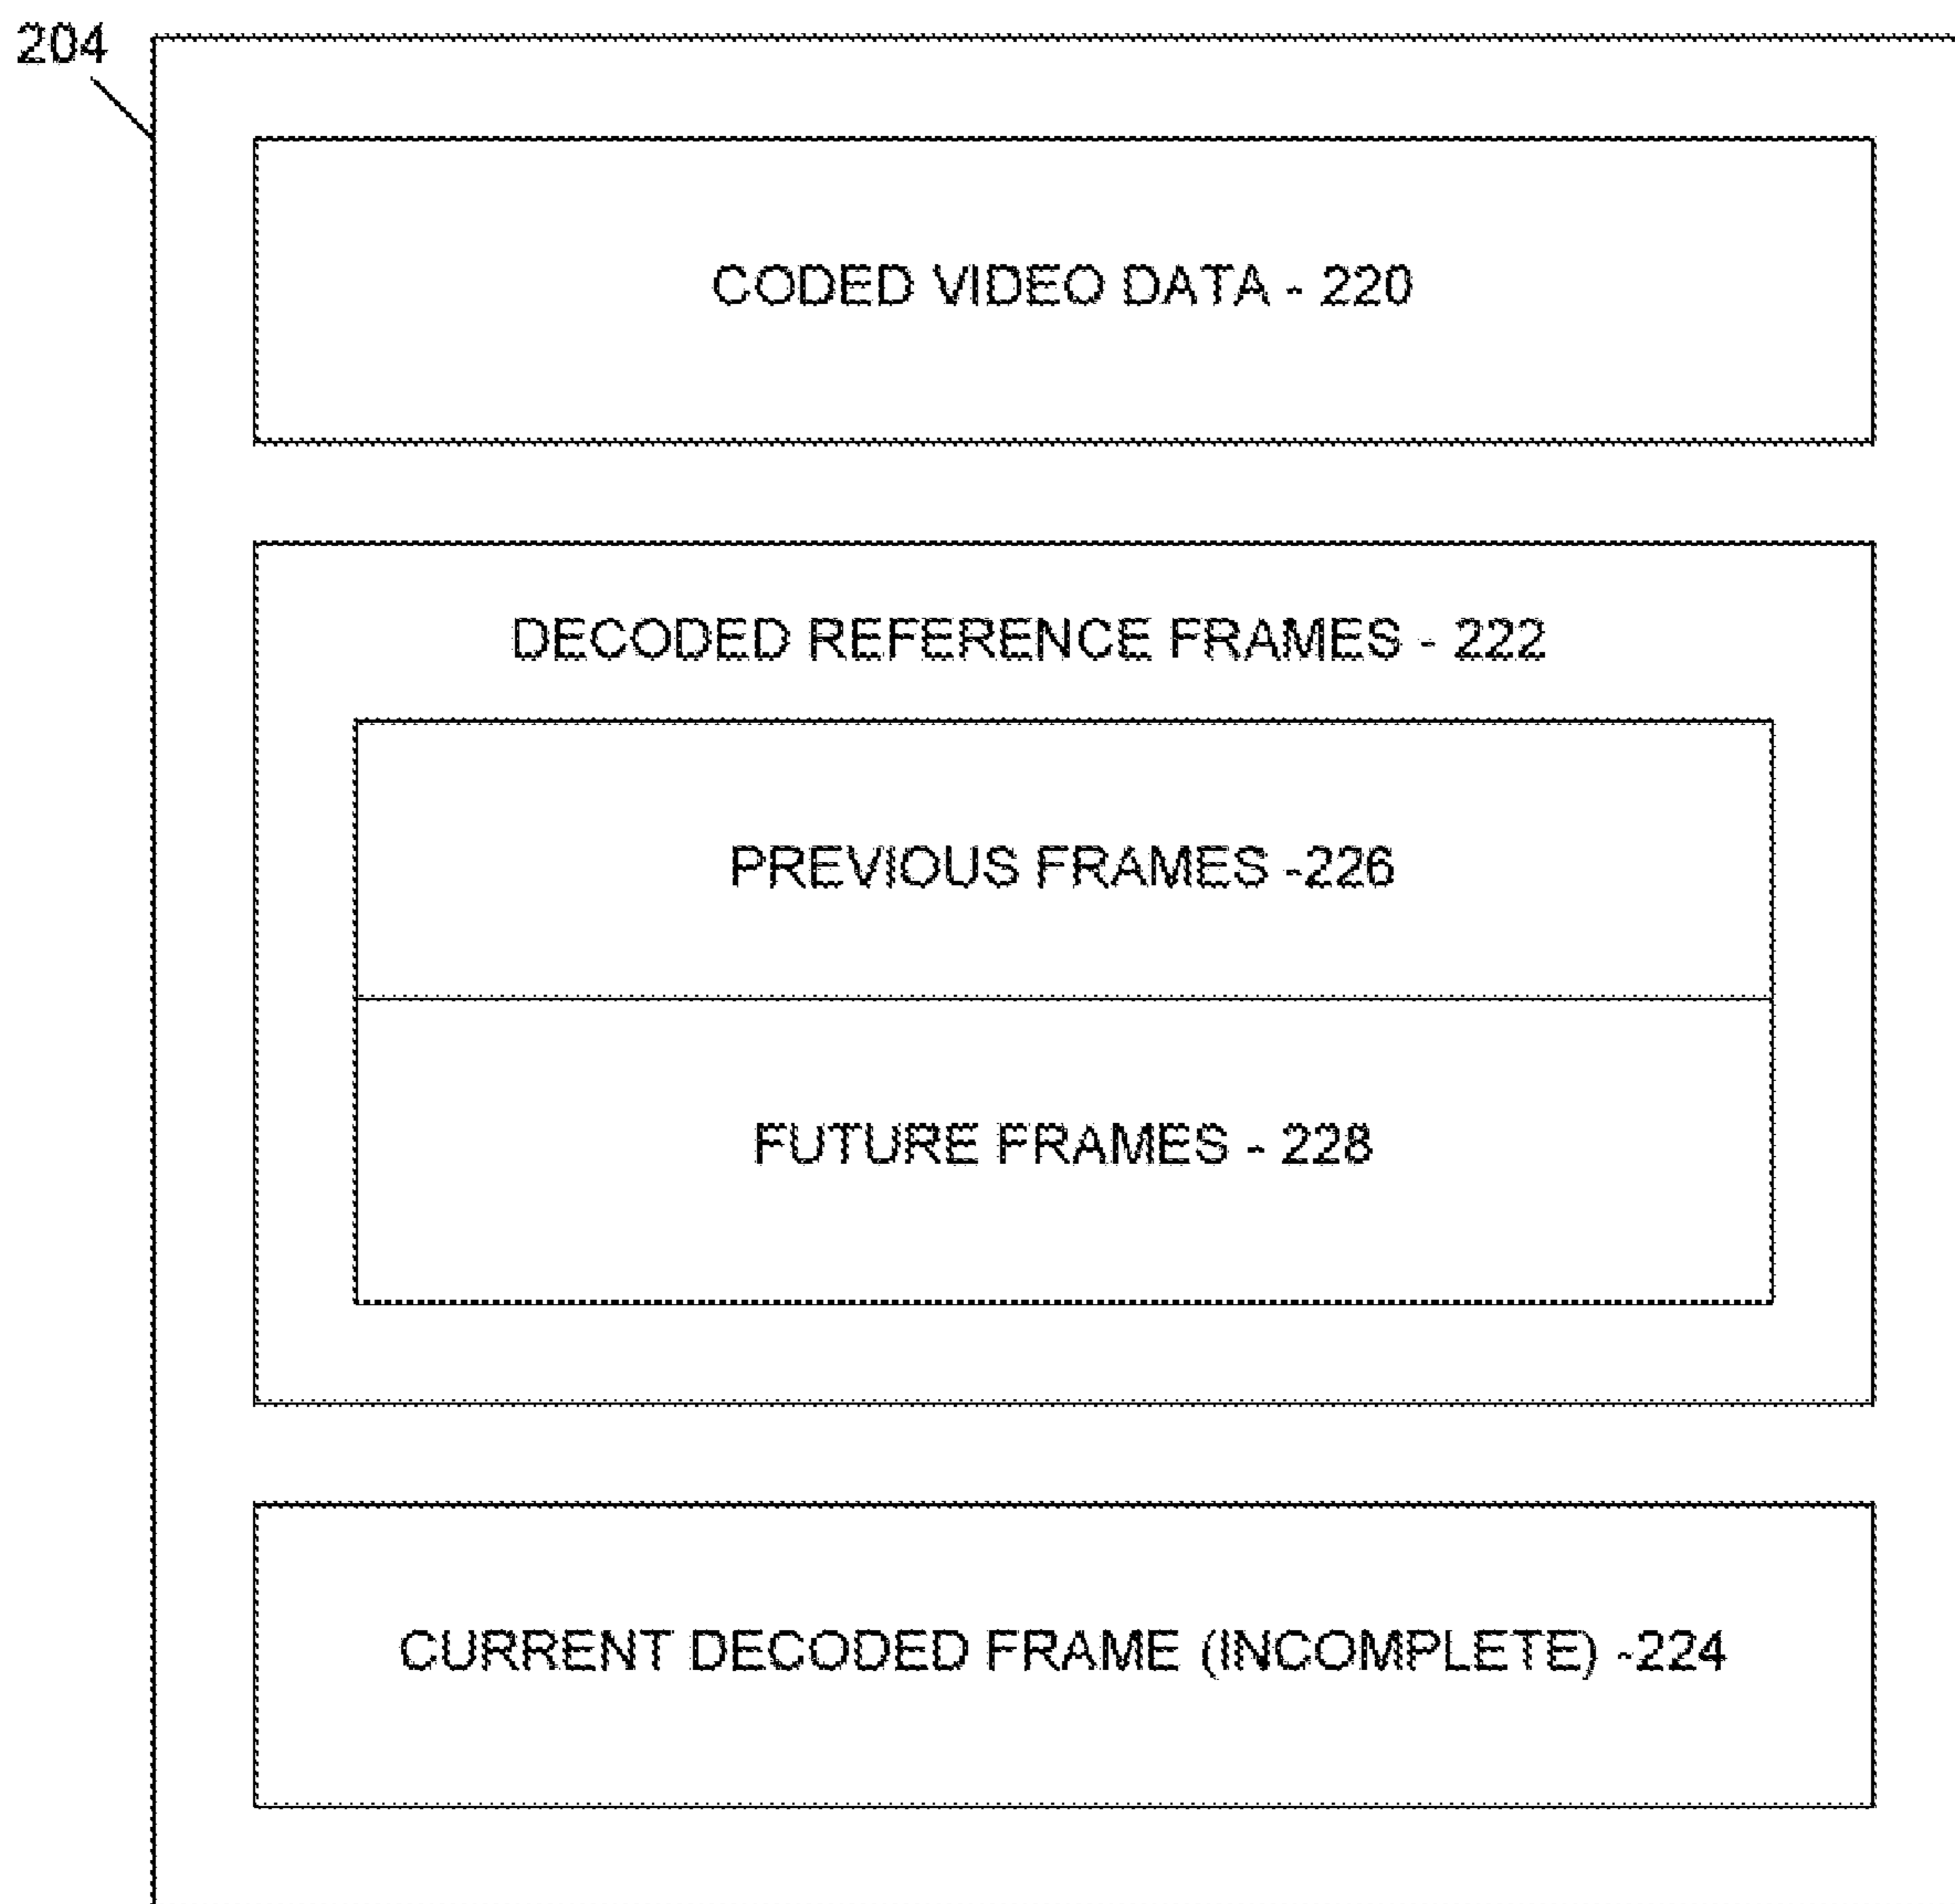 204
CODED VIDEO DATA - 220
DECODED REFERENCE FRAMES - 222
PREVIOUS FRAMES -226
FUTURE FRAMES - 228
CURRENT DECODED FRAME (INCOMPLETE) -224